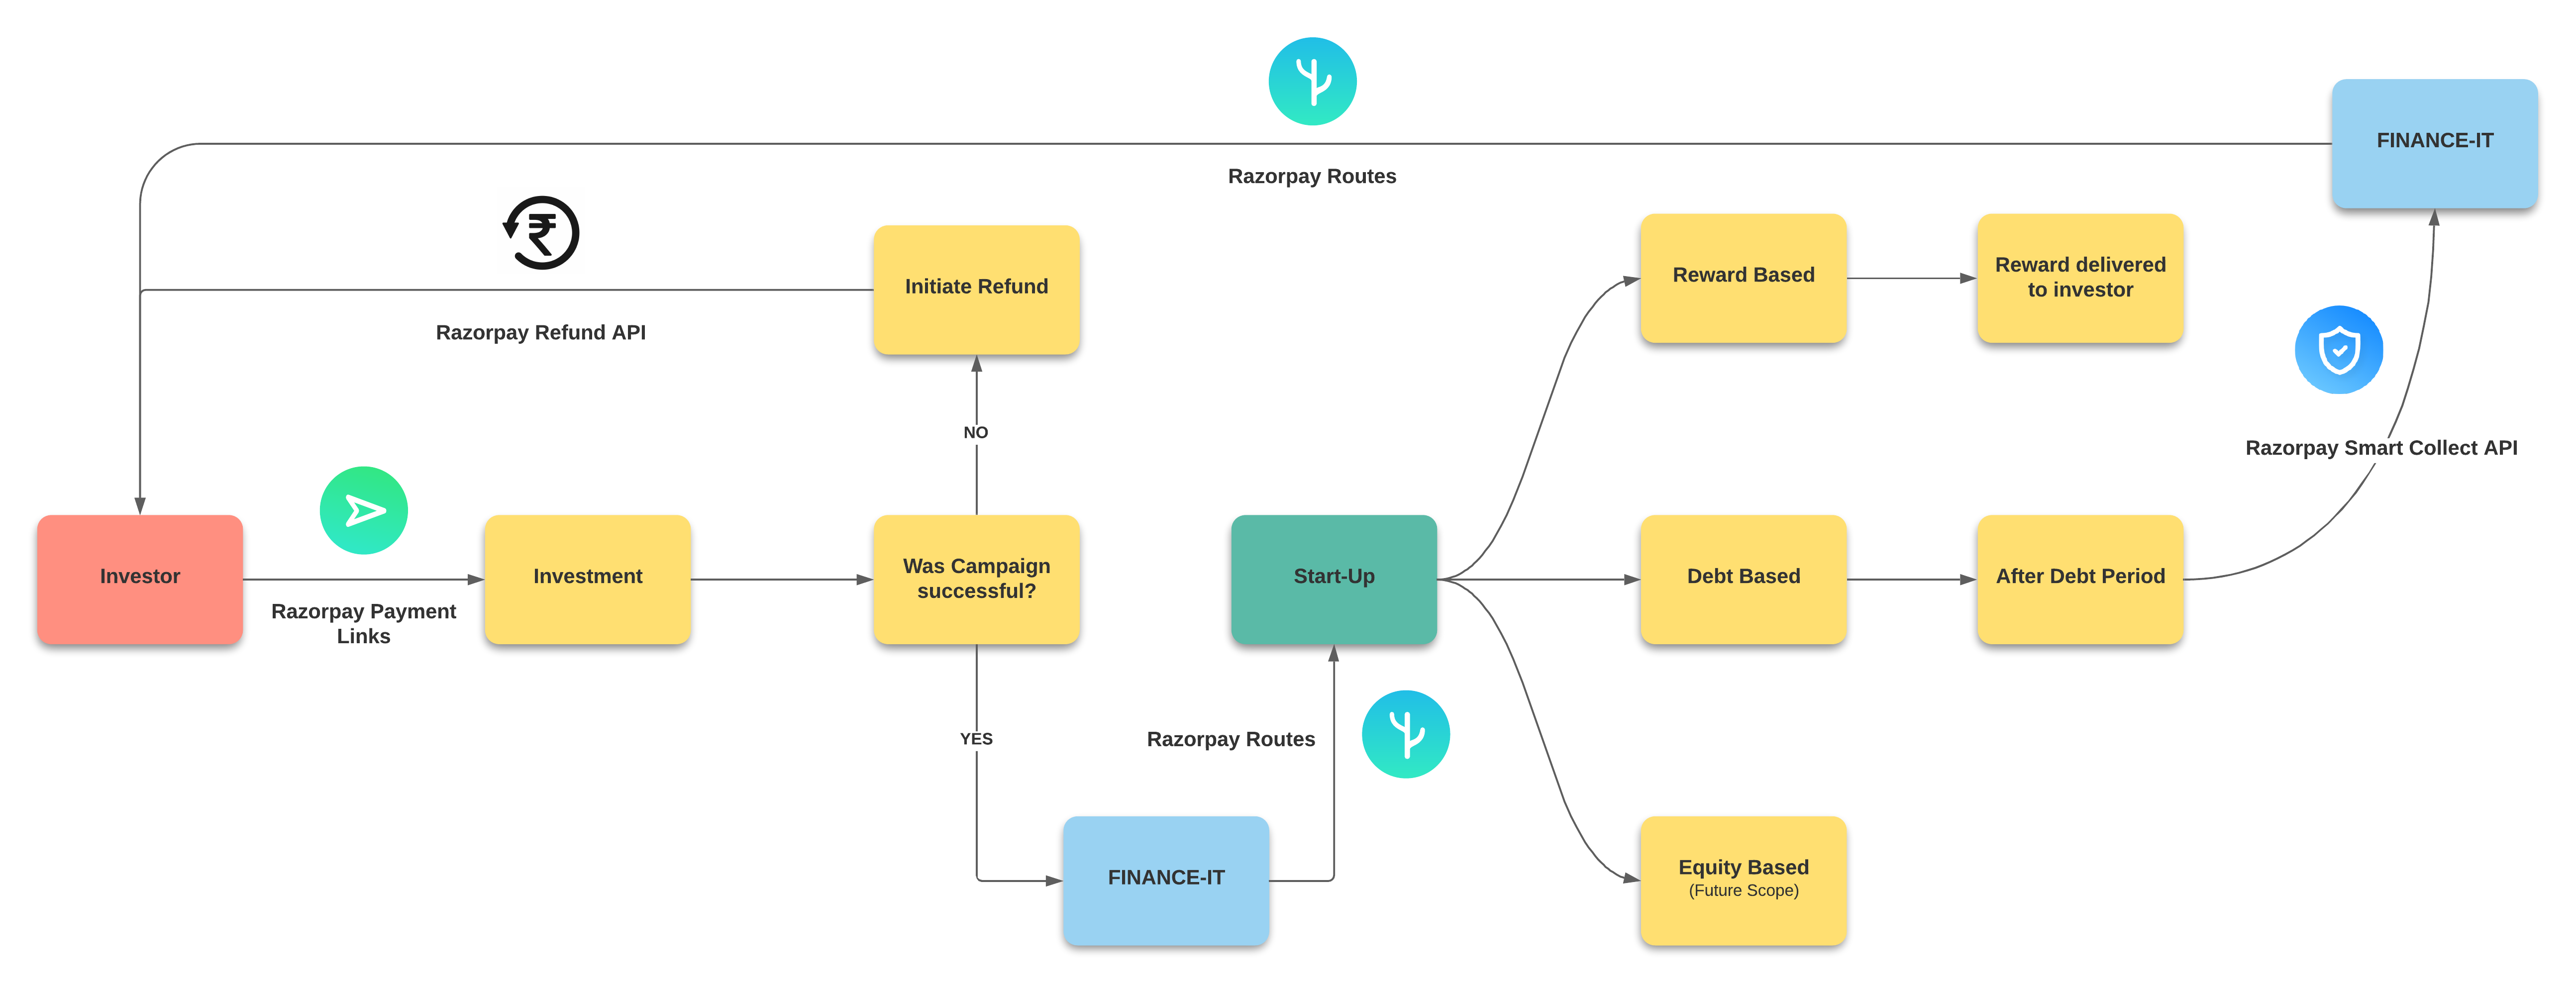 FINANCE-IT
Razorpay Routes
Initiate Refund
Razorpay Refund API
Reward Based
Reward delivered
to investor
NO
Razorpay Smart Collect API
Investor
Razorpay Payment
Links
Investment
Was Campaign
successful?
Start-Up
Debt Based
After Debt Period
YES
Razorpay Routes
FINANCE-IT
Equity Based
(Future Scope)